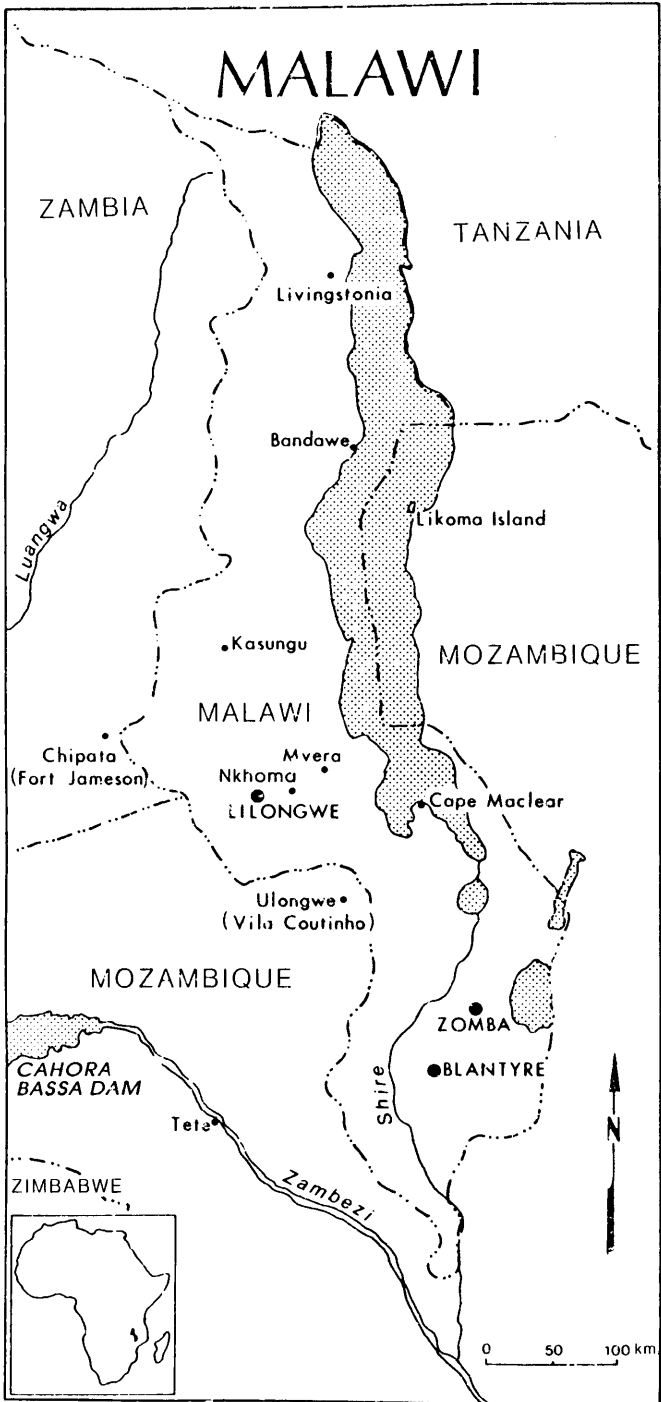 MALAWI
ZAMBIA
TANZANIA
Livingstonia
Bandawe
Luangwa
Likoma Island
Kasungu
MOZAMBIQUE
MALAWI
Chipata
(Fort Jameson)
Mvera
Nkhoma
LILONGWE
Cape Maclear
Ulongwe
(Vila Coutinho)
MOZAMBIQUE
ZOMBA
CAHORA
BASSA DAM
BLANTYRE
Shire
Tete
N
ZIMBABWE
Zambezi
0 50 100 km.